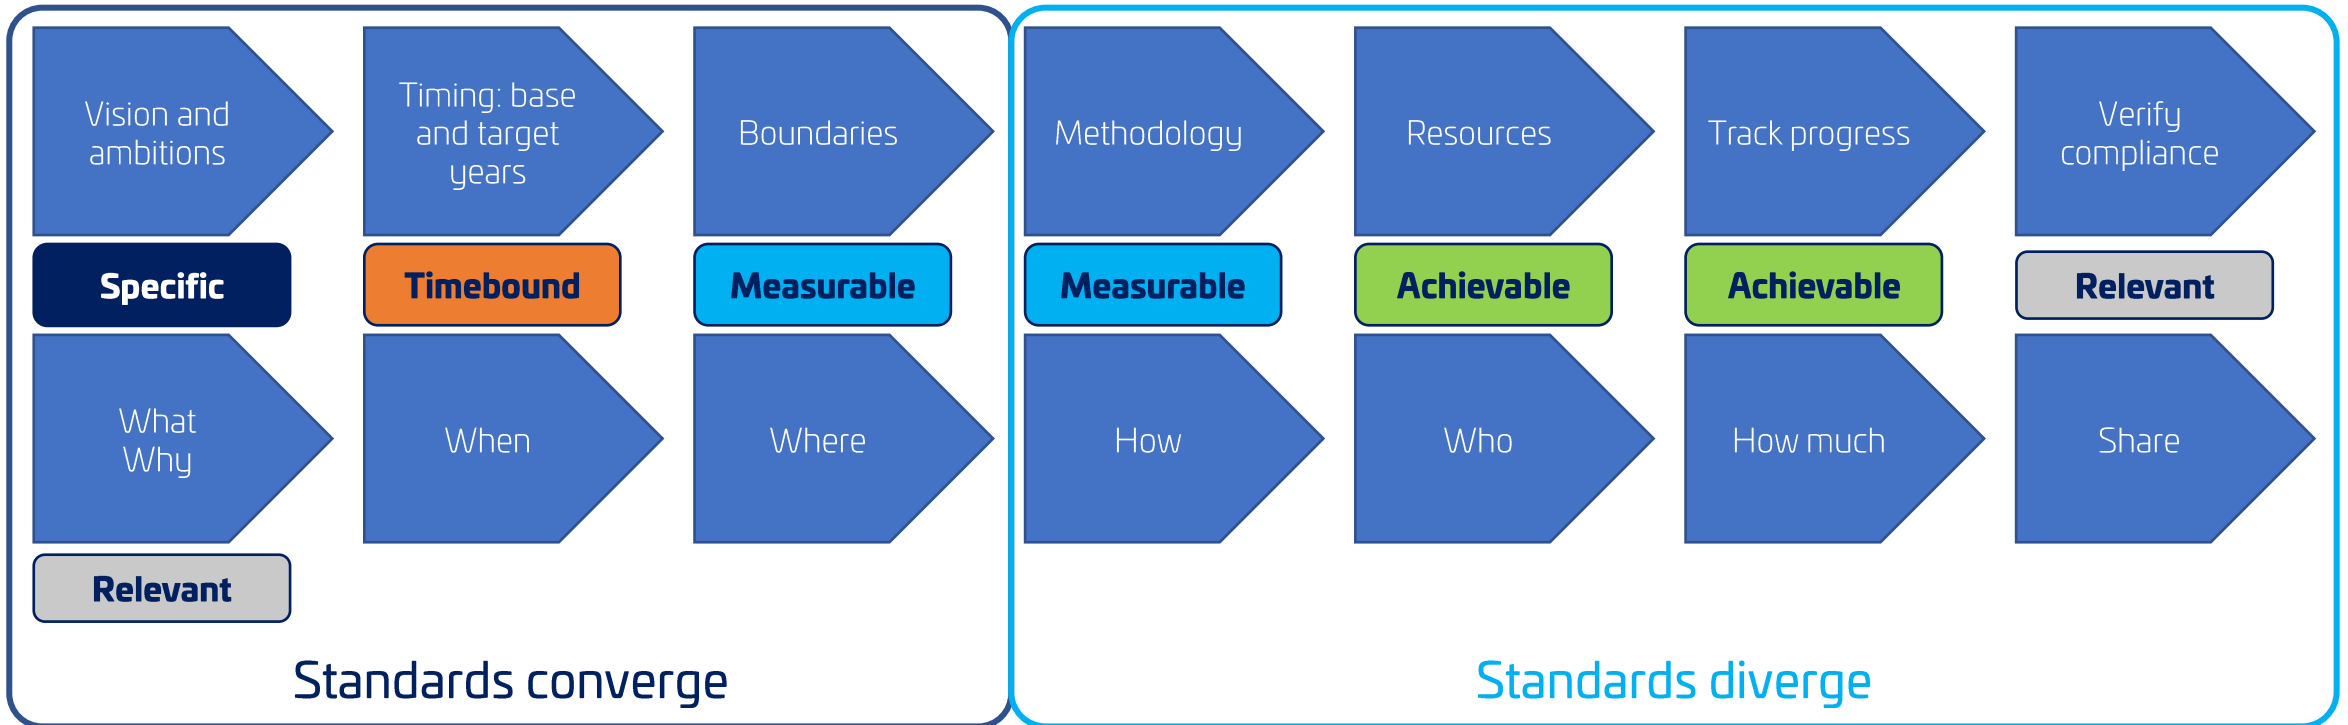 Vision and
ambitions
Timing: base
and target
years
Boundaries
Methodology
Resources
Track progress
Verify
compliance
Specific
Timebound
Measurable
Measurable
Achievable
Achievable
Relevant
What
Why
When
Where
How
Who
How much
Share
Relevant
Standards converge
Standards diverge